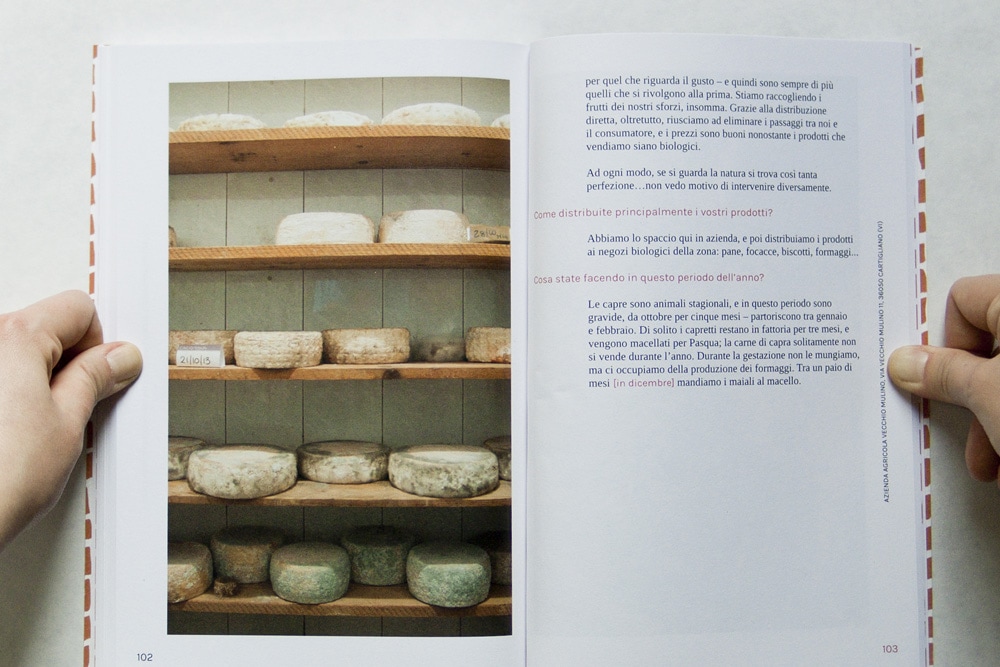 28/
21/10/13
102
per quel che riguarda il gusto – e quindi sono sempre di più
quelli che si rivolgono alla prima. Stiamo raccogliendo i
frutti dei nostri sforzi, insomma. Grazie alla distribuzione
diretta, oltretutto, riusciamo ad eliminare i passaggi tra noi e
il consumatore, e i prezzi sono buoni nonostante i prodotti che
vendiamo siano biologici.
Ad ogni modo, se si guarda la natura si trova così tanta
perfezione…non vedo motivo di intervenire diversamente.
Come distribuite principalmente i vostri prodotti?
Abbiamo lo spaccio qui in azienda, e poi distribuiamo i prodotti
ai negozi biologici della zona: pane, focacce, biscotti, formaggi...
Cosa state facendo in questo periodo dell'anno?
Le capre sono animali stagionali, e in questo periodo sono
gravide, da ottobre per cinque mesi – partoriscono tra gennaio
e febbraio. Di solito i capretti restano in fattoria per tre mesi, e
vengono macellati per Pasqua; la carne di capra solitamente non
si vende durante l'anno. Durante la gestazione non le mungiamo,
ma ci occupiamo della produzione dei formaggi. Tra un paio di
mesi [in dicembre] mandiamo i maiali al macello.
AZIENDA AGRICOLA VECCHIO MULINO, VIA VECCHIO MULINO 11, 36050 CARTIGLIANO (VI)
103